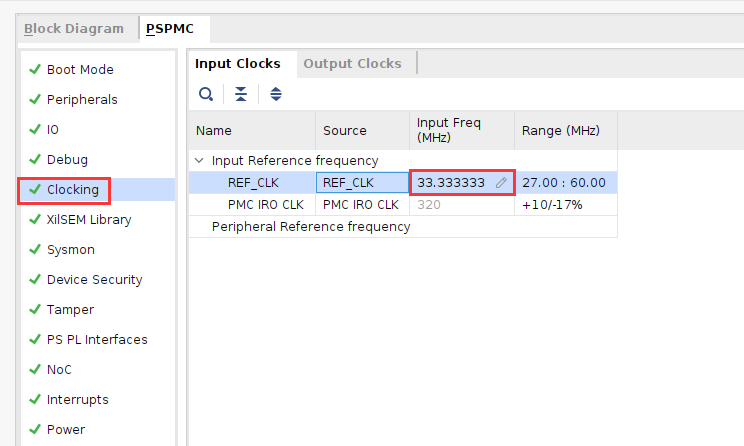 Block Diagram PSPMC
Boot Mode
Peripherals
IO
Debug
Clocking
XilSEM Library
Sysmon
Device Security
Tamper
PS PL Interfaces
NoC
Interrupts
Power
Input Clocks Output Clocks
Name Source Input Freq (MHz) Range (MHz)
Input Reference frequency
REF_CLK REF_CLK 33.333333 27.00 : 60.00
PMC IRO CLK PMC IRO CLK 320 +10/-17%
Peripheral Reference frequency